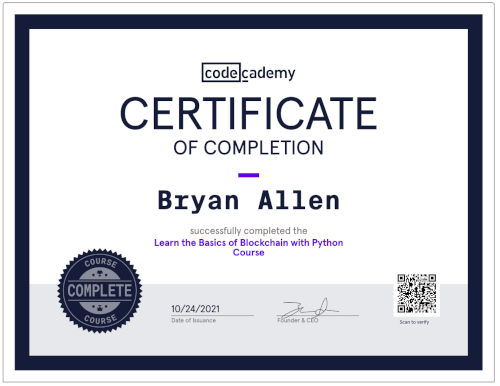 codecademy
CERTIFICATE
OF COMPLETION
Bryan Allen
successfully completed the
Learn the Basics of Blockchain with Python
Course
COURSE
COMPLETE
COURSE
10/24/2021
Date of Issuance
Founder & CEO
Scan to verify